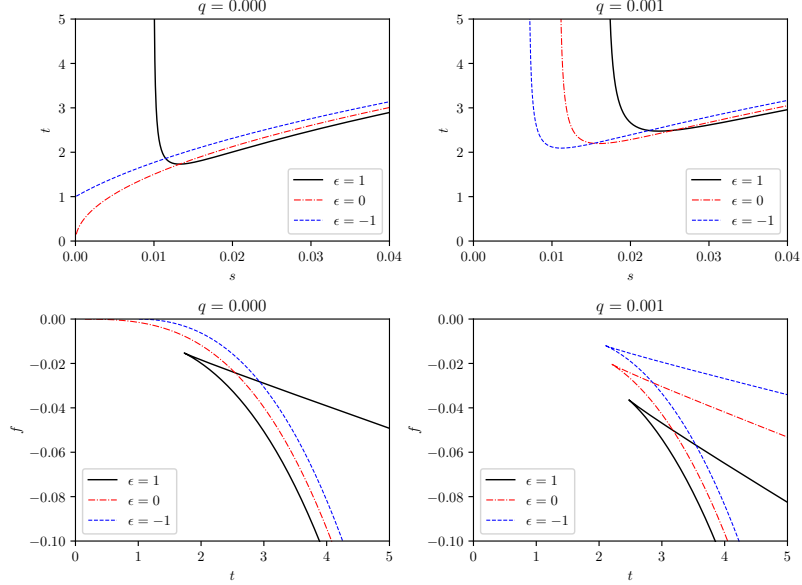 q = 0.000
5
4
3
2
1
0
t
0.00 0.01 0.02 0.03 0.04
s
ϵ = 1
ϵ = 0
ϵ = −1
q = 0.001
5
4
3
2
1
0
t
0.00 0.01 0.02 0.03 0.04
s
ϵ = 1
ϵ = 0
ϵ = −1
q = 0.000
0.00
−0.02
−0.04
−0.06
−0.08
−0.10
f
0 1 2 3 4 5
t
ϵ = 1
ϵ = 0
ϵ = −1
q = 0.001
0.00
−0.02
−0.04
−0.06
−0.08
−0.10
f
0 1 2 3 4 5
t
ϵ = 1
ϵ = 0
ϵ = −1